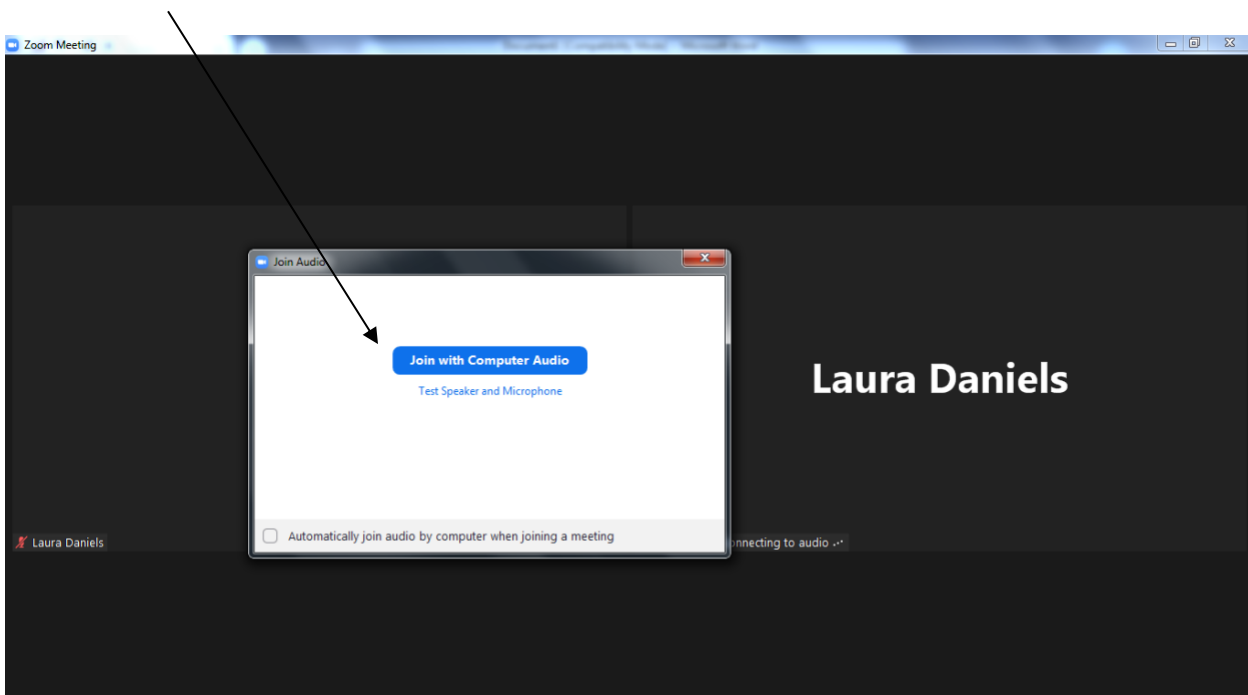 Zoom Meeting
Join Audio
Join with Computer Audio
Test Speaker and Microphone
Laura Daniels
Automatically join audio by computer when joining a meeting
Laura Daniels
onnecting to audio